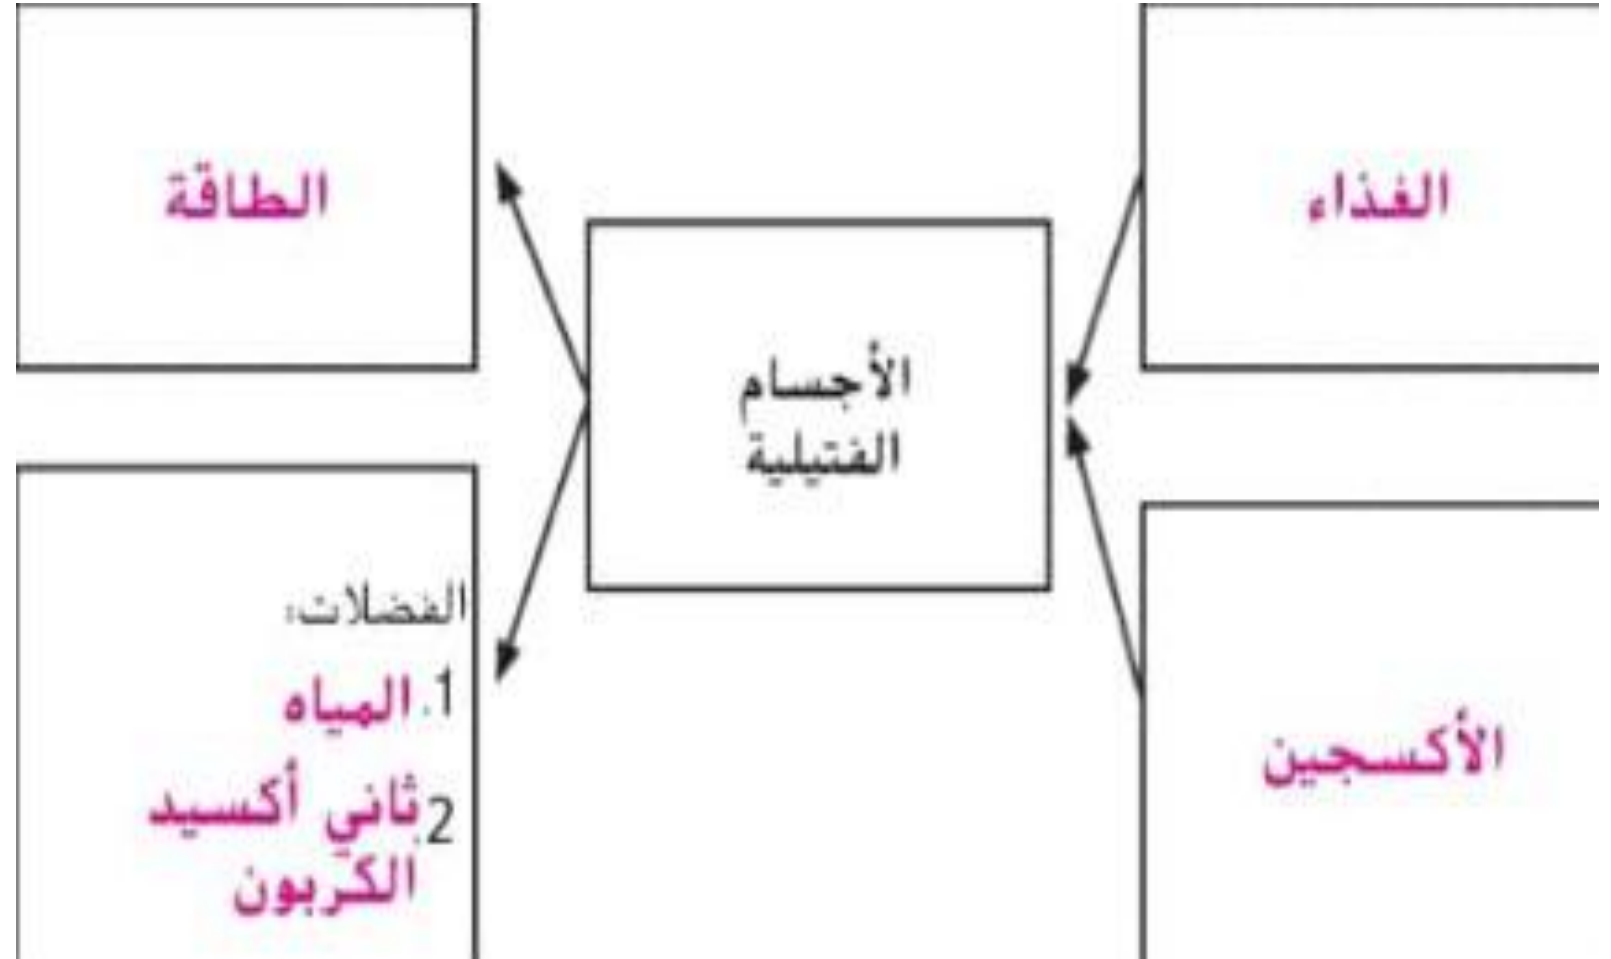 الغذاء
الطاقة
الأجسام
الفتيلية
الأكسجين
الفضلات:
1. المياه
2. ثاني أكسيد
الكربون